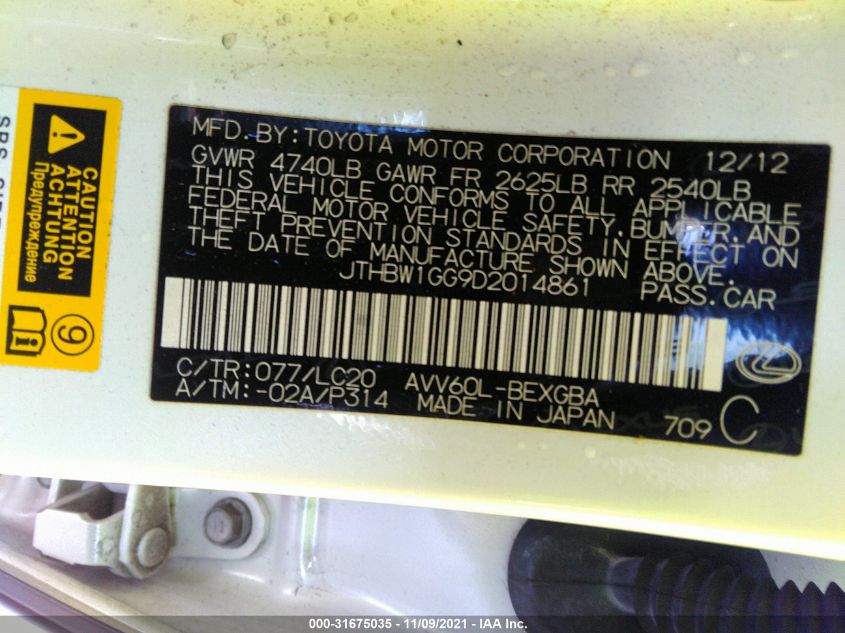 MFD.BY:TOYOTA MOTOR CORPORATION 12/12
GVWR 4740LB GAWR FR 2625LB RR 2540LB
THIS VEHICLE CONFORMS TO ALL APPLICABLE
FEDERAL MOTOR VEHICLE SAFETY,BUMPER,AND
THEFT PREVENTION STANDARDS IN EFFECT ON
THE DATE OF MANUFACTURE SHOWN ABOVE.
JTHBW1GG9D2014861 PASS.CAR
C/TR:077/LC20 AVV60L-BEXGBA
A/TM:-02A/P314 MADE IN JAPAN 709 C
CAUTION
ATTENTION
ACHTUNG
Предупреждение
9
000-31675035 - 11/09/2021 - IAA Inc.